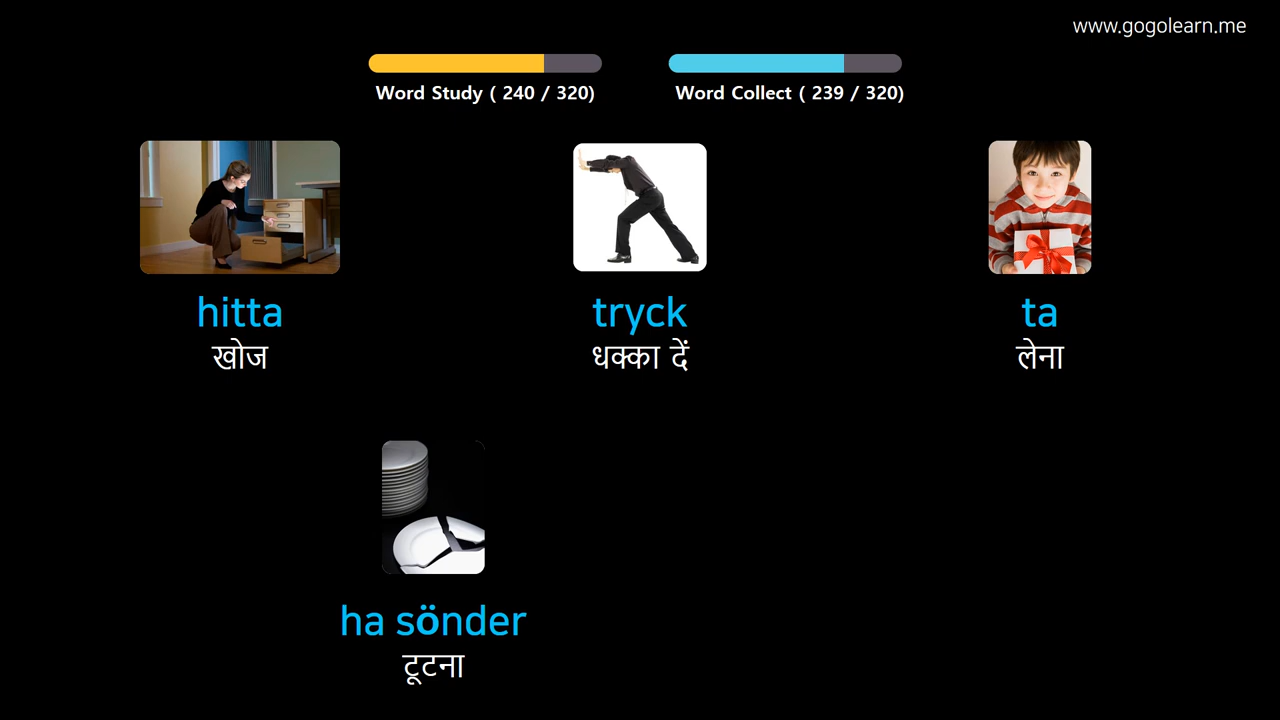 www.gogolearn.me
Word Study ( 240 / 320)
Word Collect ( 239 / 320)
hitta
खोज
tryck
धक्का दें
ta
लेना
ha sönder
टूटना